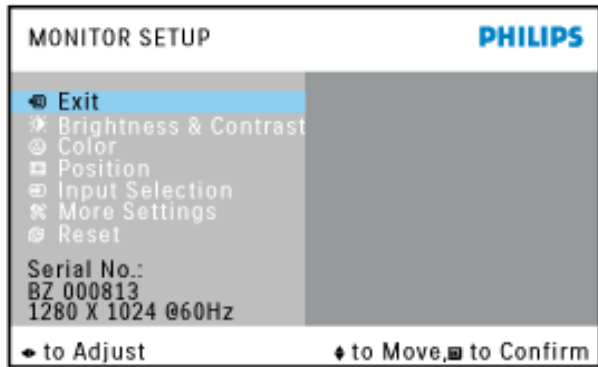 MONITOR SETUP PHILIPS
Exit
Brightness & Contrast
Color
Position
Input Selection
More Settings
Reset
Serial No.:
BZ 000813
1280 X 1024 @60Hz
to Adjust to Move, to Confirm